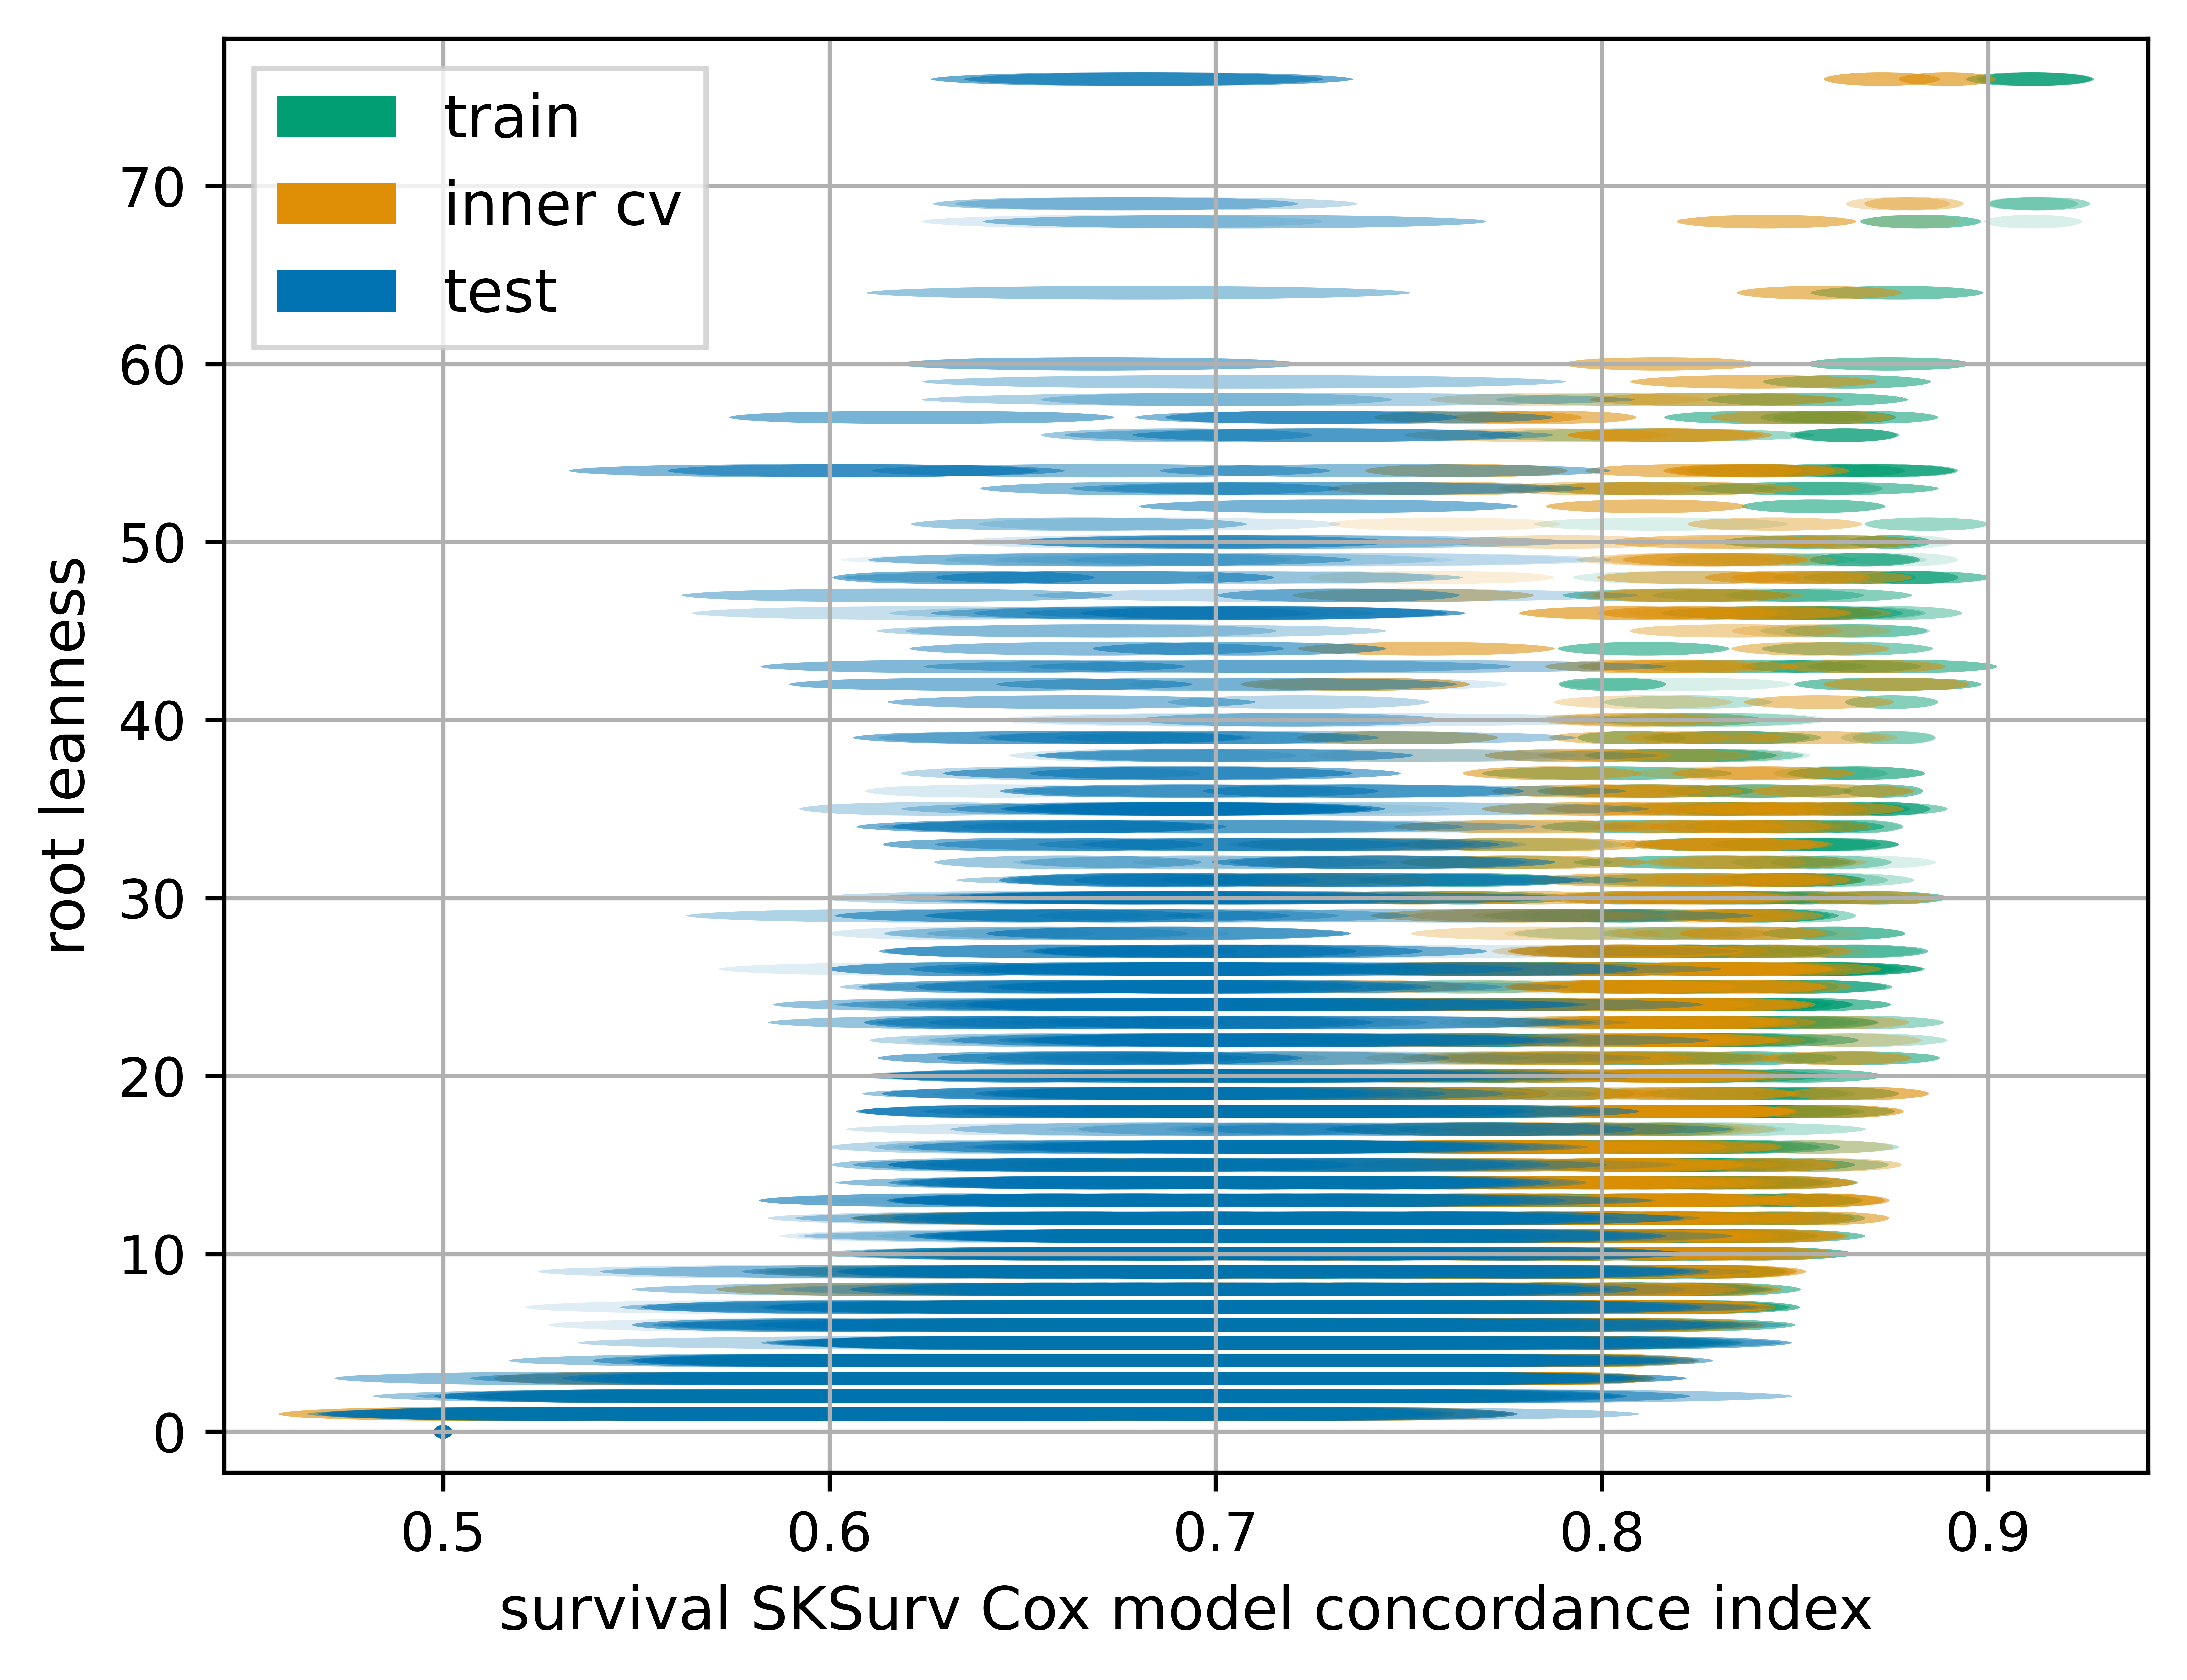 train
inner cv
test
root leanness
70
60
50
40
30
20
10
0
0.5 0.6 0.7 0.8 0.9
survival SKSurv Cox model concordance index